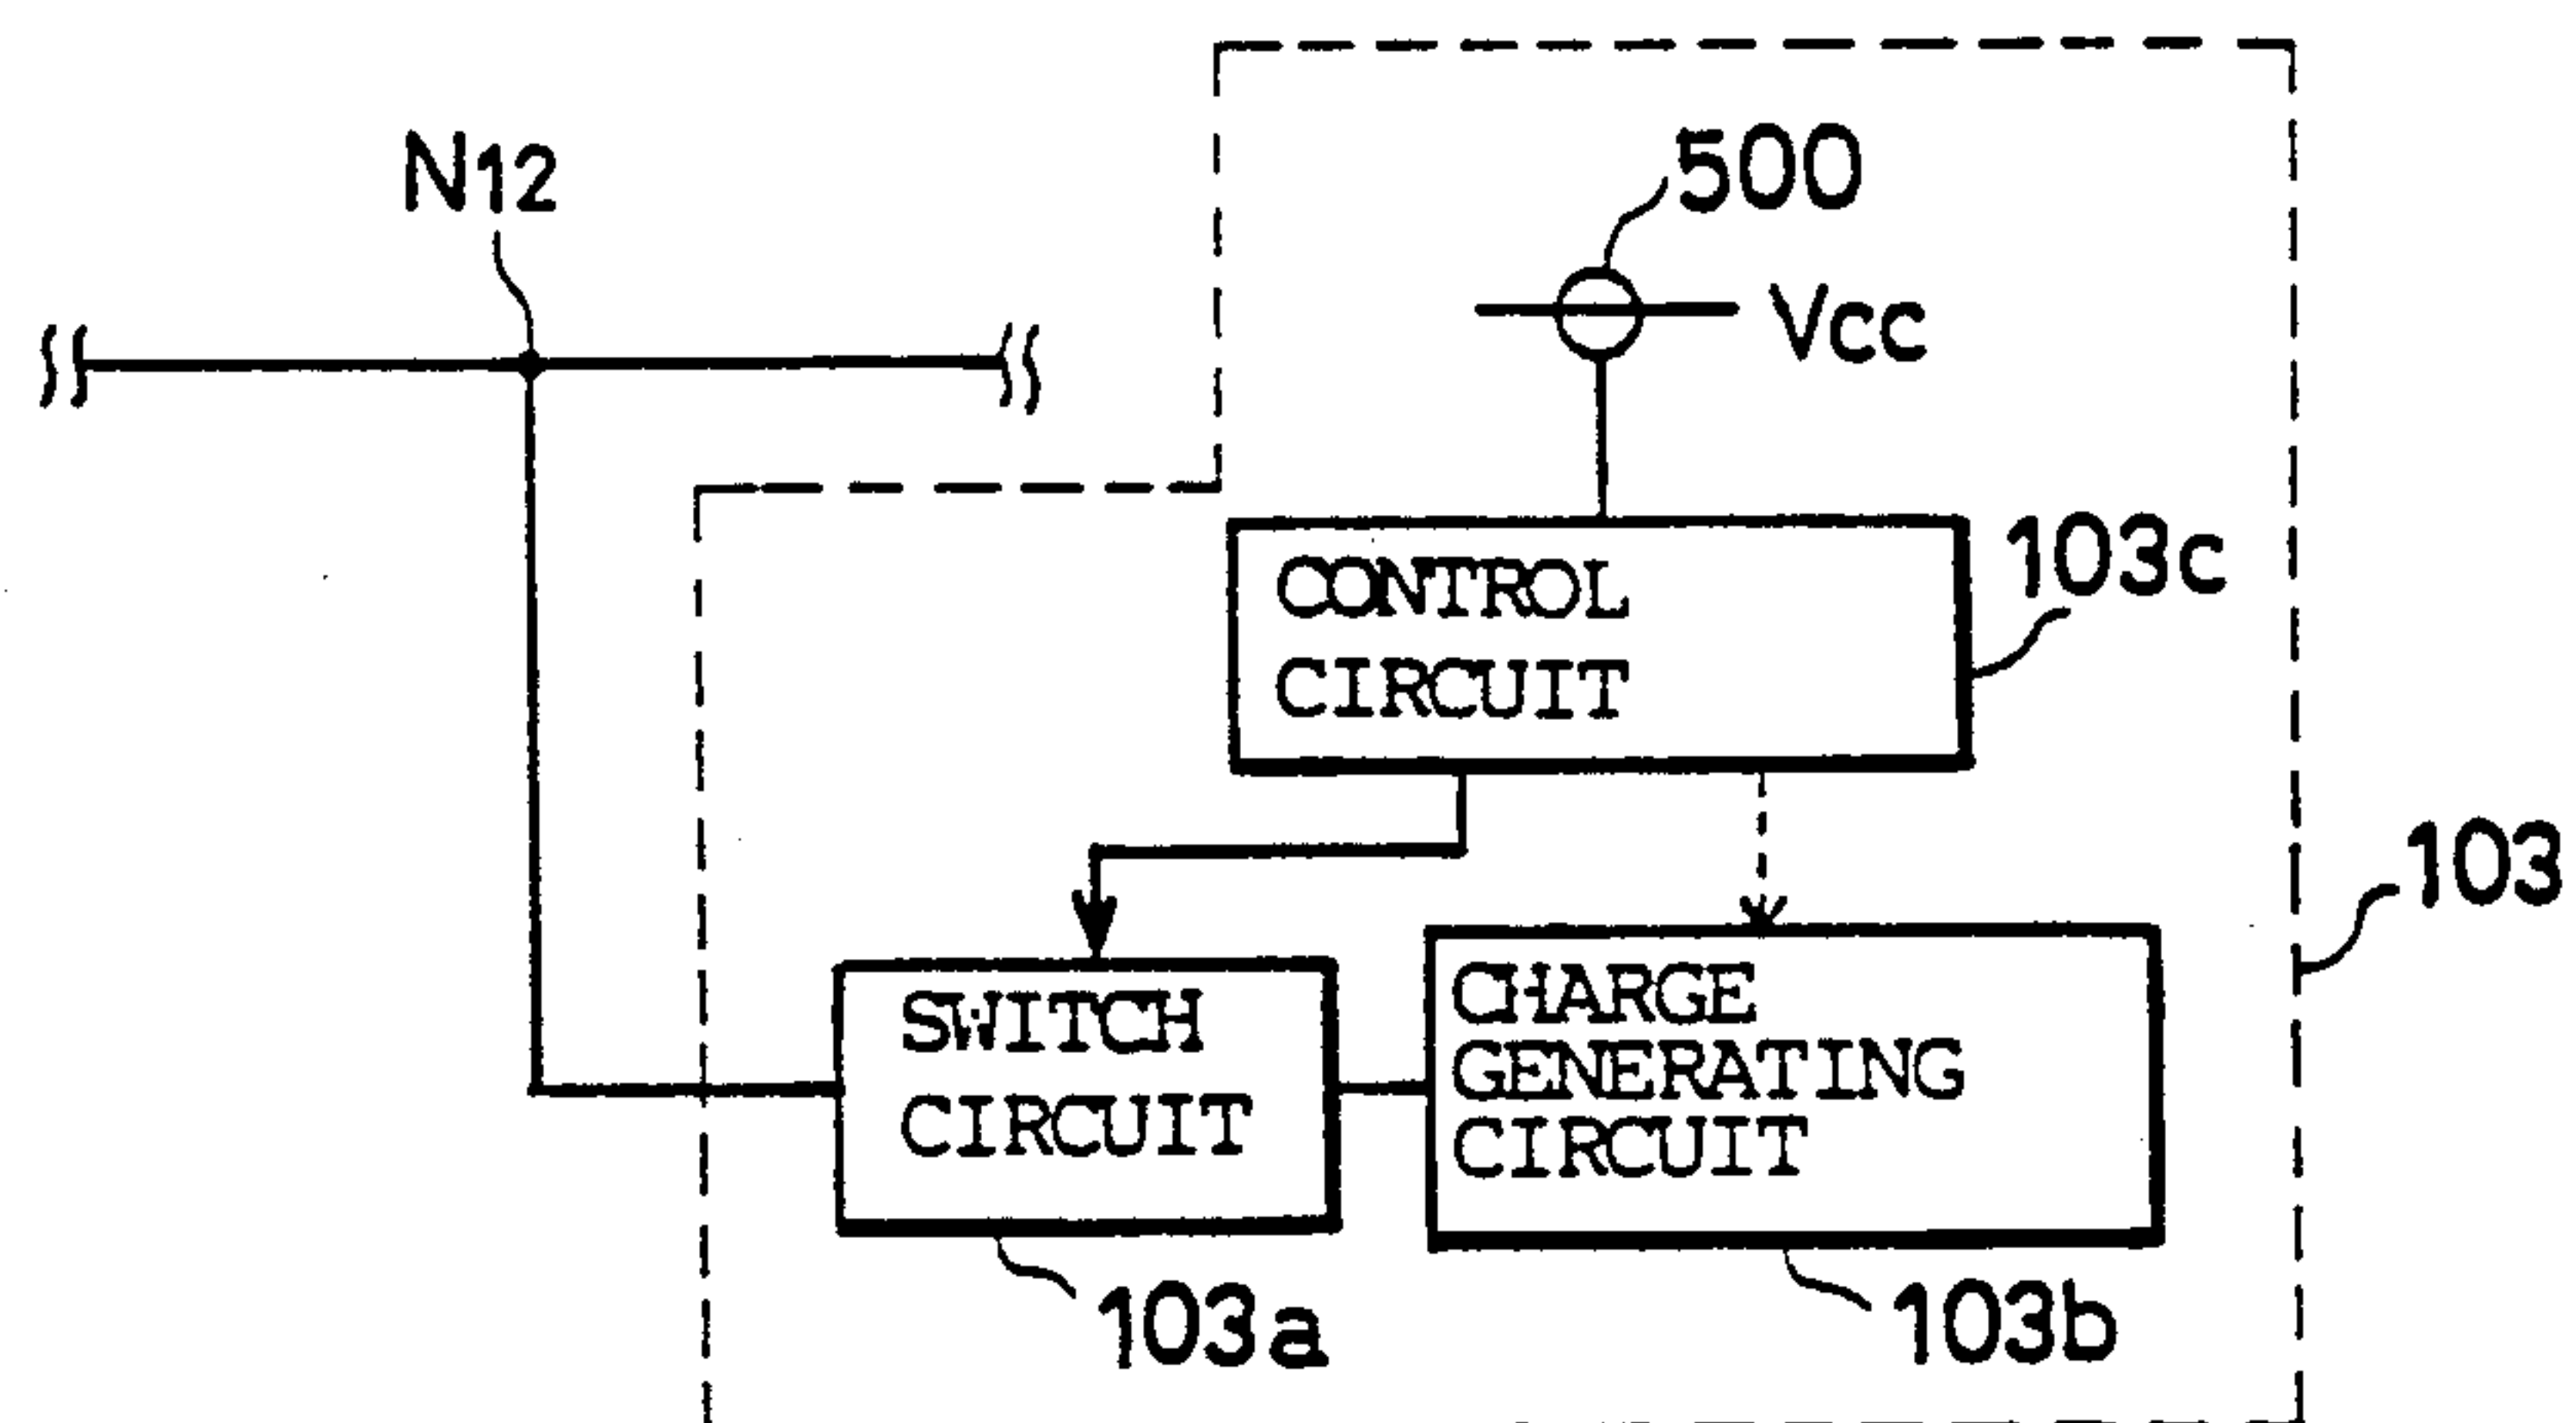 N12
500
Vcc
CONTROL
CIRCUIT
103c
103
SWITCH
CIRCUIT
CHARGE
GENERATING
CIRCUIT
103a
103b